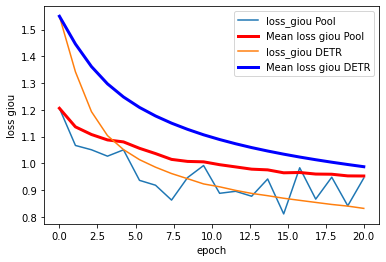 loss_giou Pool
Mean loss giou Pool
loss_giou DETR
Mean loss giou DETR
1.5
1.4
1.3
1.2
1.1
1.0
0.9
0.8
loss giou
0.0 2.5 5.0 7.5 10.0 12.5 15.0 17.5 20.0
epoch